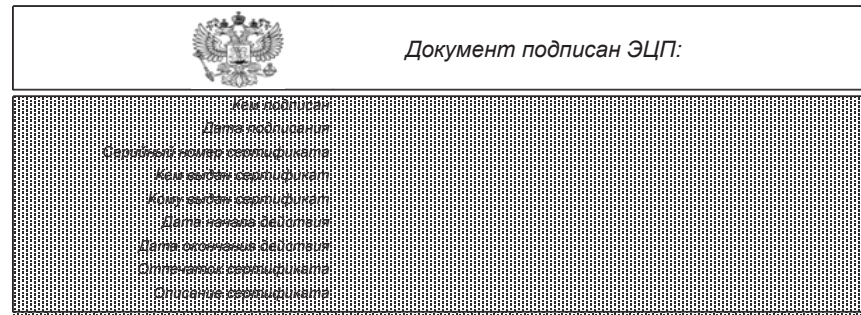 Документ подписан ЭЦП:
Кем подписан
Дата подписания
Серийный номер сертификата
Кем выдан сертификат
Кому выдан сертификат
Дата начала действия
Дата окончания действия
Отпечаток сертификата
Описание сертификата